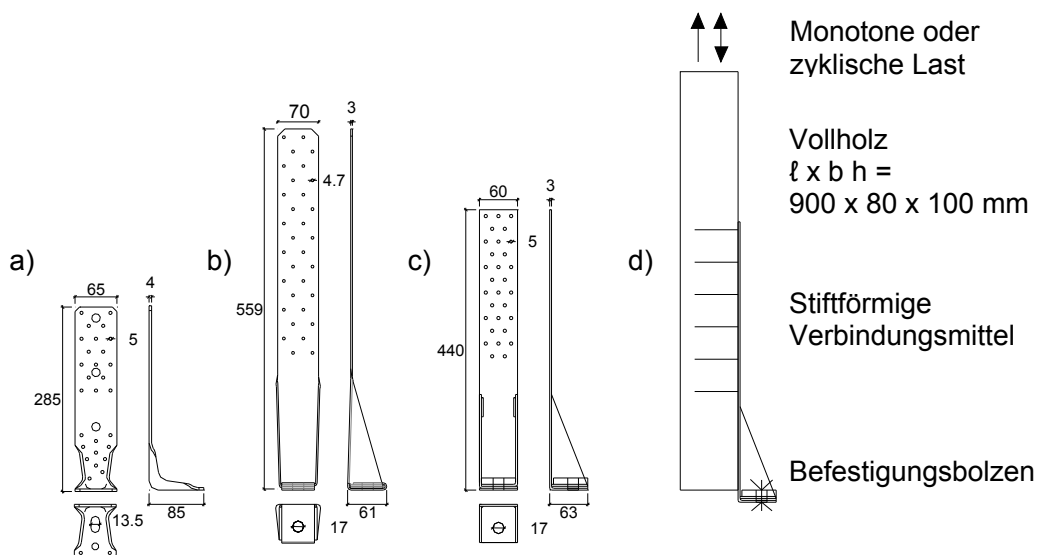 a)
65
4
5
285
85
13.5
b)
70
3
4.7
559
61
17
c)
60
3
5
440
63
17
d)
Monotone oder
zyklische Last
Vollholz
ℓ x b h =
900 x 80 x 100 mm
Stiftförmige
Verbindungsmittel
Befestigungsbolzen